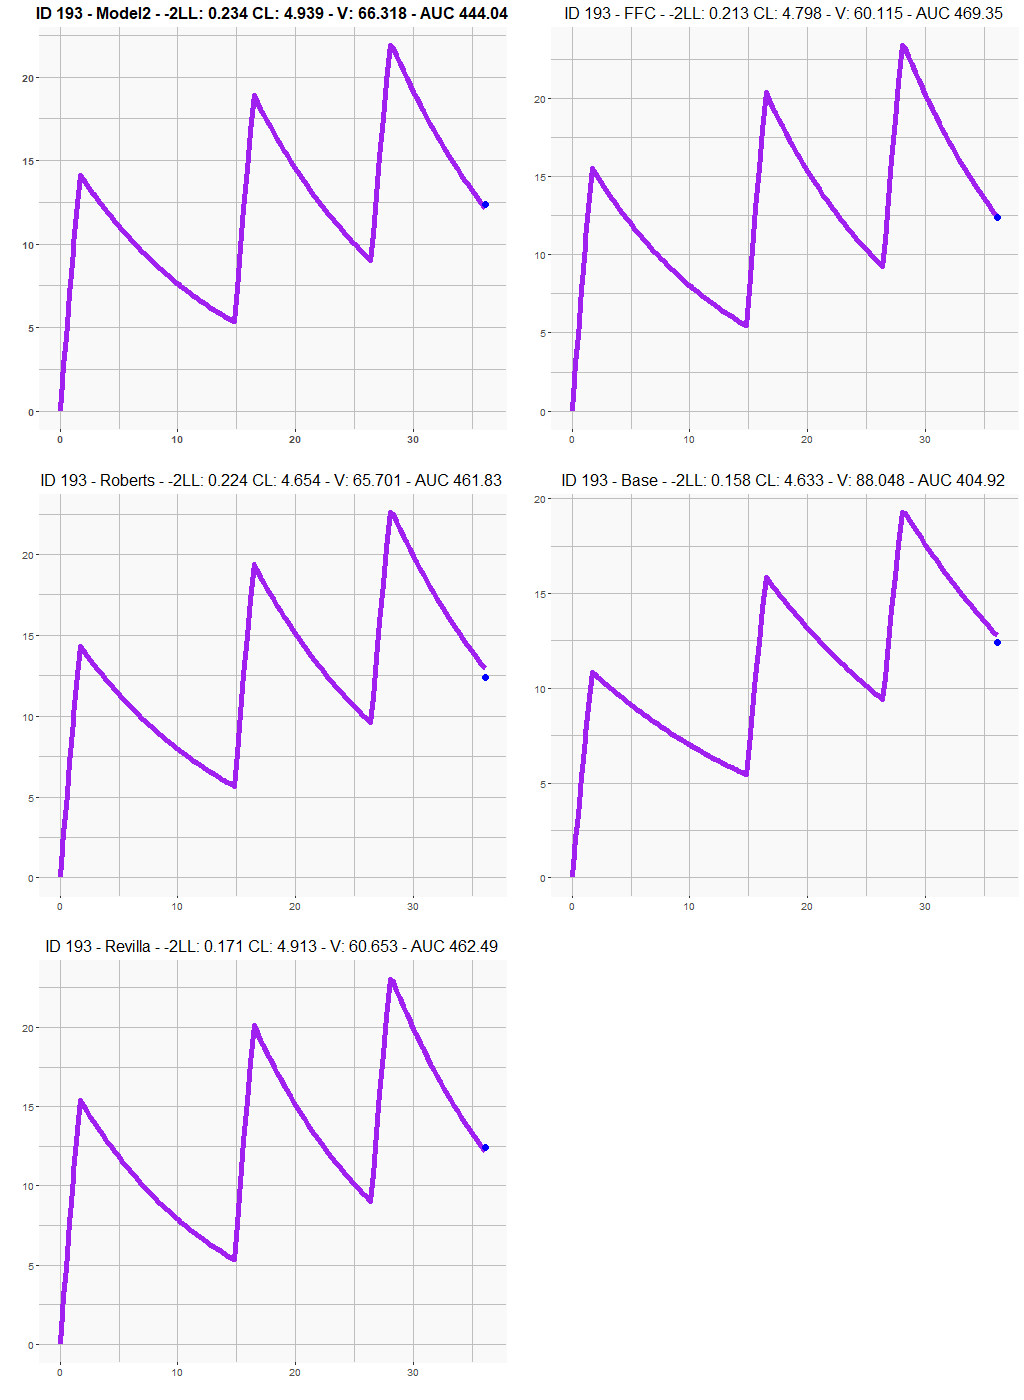 ID 193 - Model2 - -2LL: 0.234 CL: 4.939 - V: 66.318 - AUC 444.04
20
15
10
5
0
0 10 20 30
ID 193 - FFC - -2LL: 0.213 CL: 4.798 - V: 60.115 - AUC 469.35
20
15
10
5
0
0 10 20 30
ID 193 - Roberts - -2LL: 0.224 CL: 4.654 - V: 65.701 - AUC 461.83
20
15
10
5
0
0 10 20 30
ID 193 - Base - -2LL: 0.158 CL: 4.633 - V: 88.048 - AUC 404.92
20
15
10
5
0
0 10 20 30
ID 193 - Revilla - -2LL: 0.171 CL: 4.913 - V: 60.653 - AUC 462.49
20
15
10
5
0
0 10 20 30